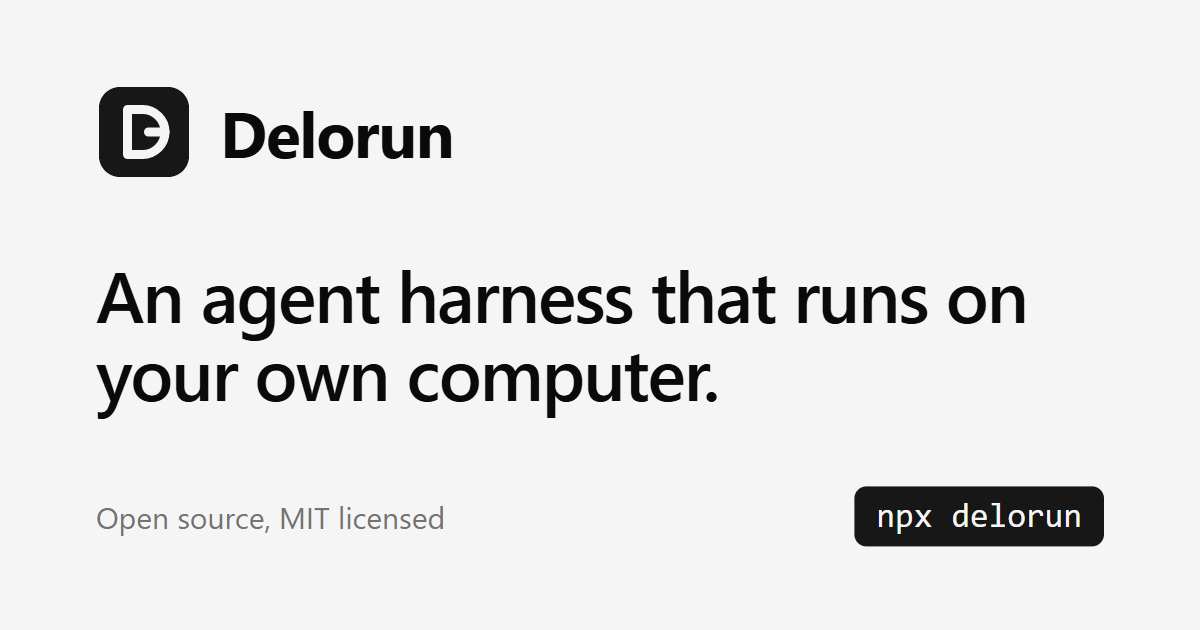 Delorun
An agent harness that runs on
your own computer.
Open source, MIT licensed
npx delorun